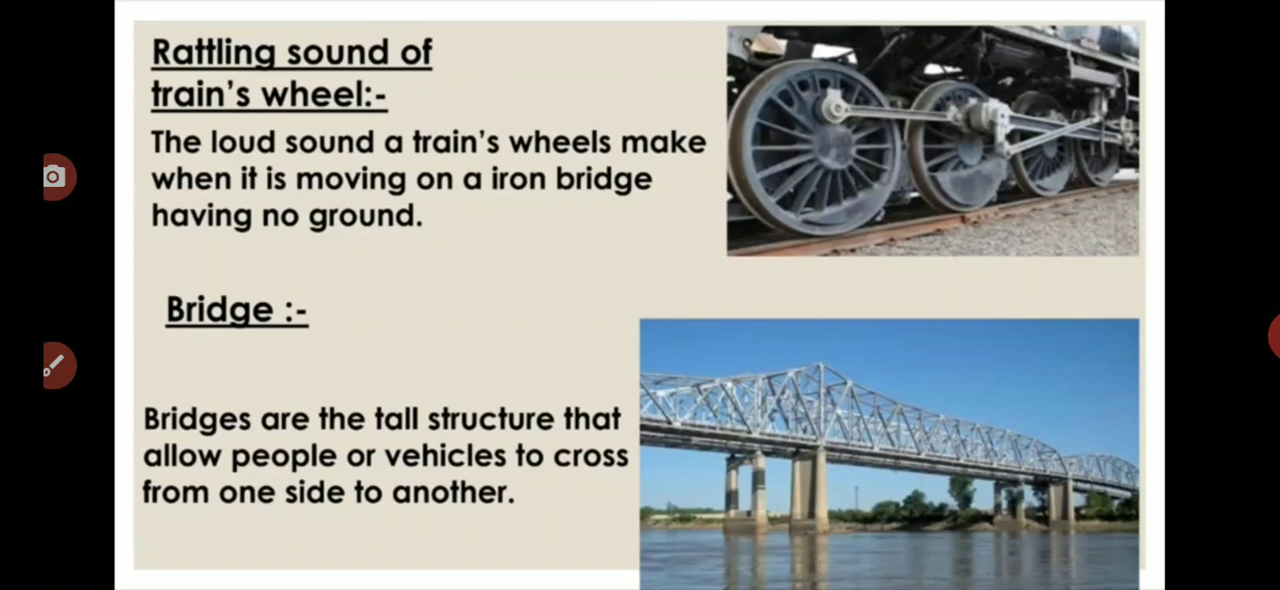 Rattling sound of
train's wheel:-
The loud sound a train's wheels make
when it is moving on a iron bridge
having no ground.
Bridge :-
Bridges are the tall structure that
allow people or vehicles to cross
from one side to another.